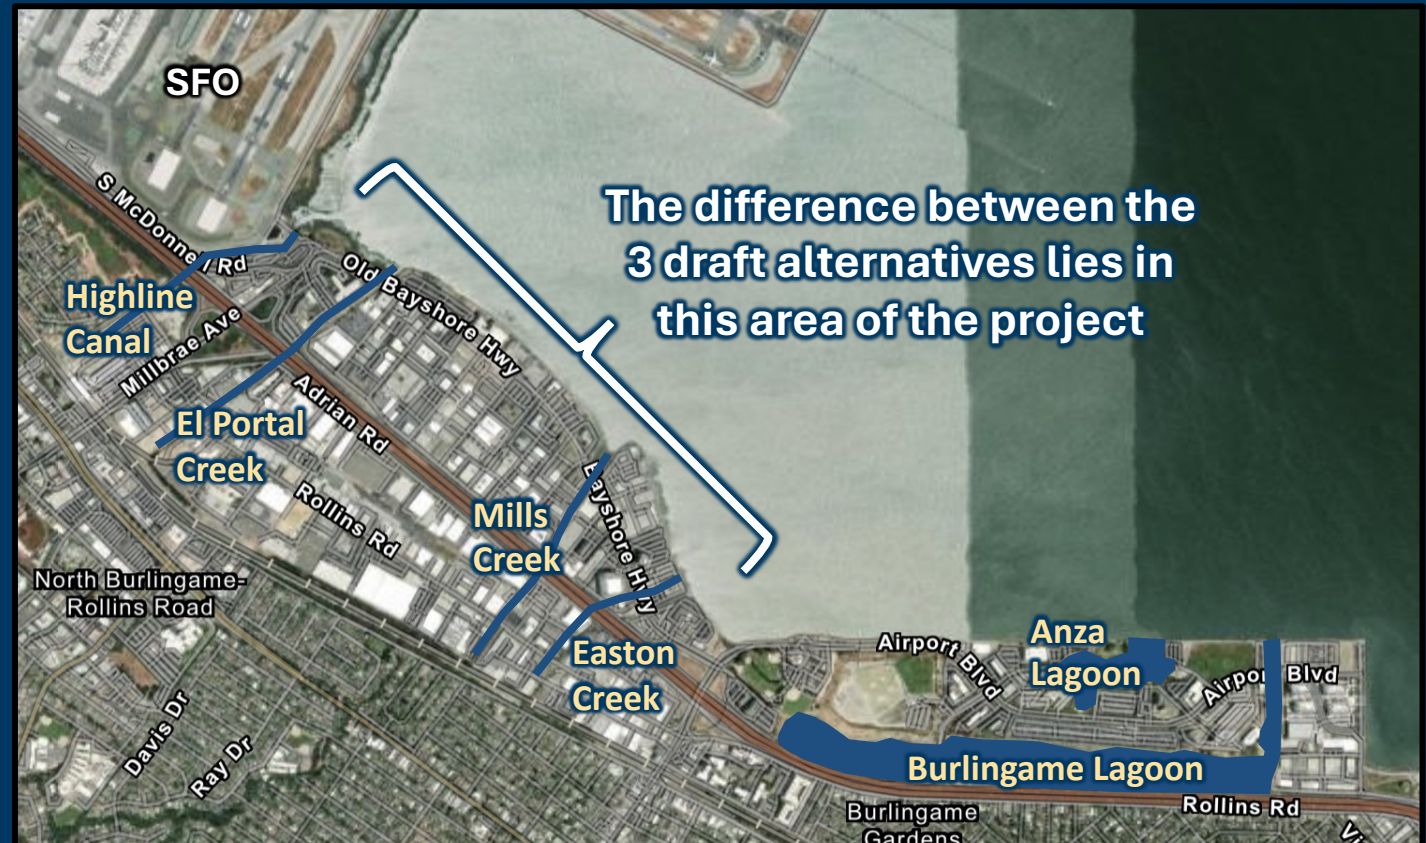 SFO
The difference between the
3 draft alternatives lies in
this area of the project
S McDonnell Rd
Old Bayshore Hwy
Highline
Canal
Millbrae Ave
El Portal
Creek
Adrian Rd
Rollins Rd
Mills
Creek
Bayshore Hwy
North Burlingame-
Rollins Road
Easton
Creek
Anza
Lagoon
Airport Blvd
Airport Blvd
Davis Dr
Ray Dr
Burlingame Lagoon
Rollins Rd
Burlingame
Gardens